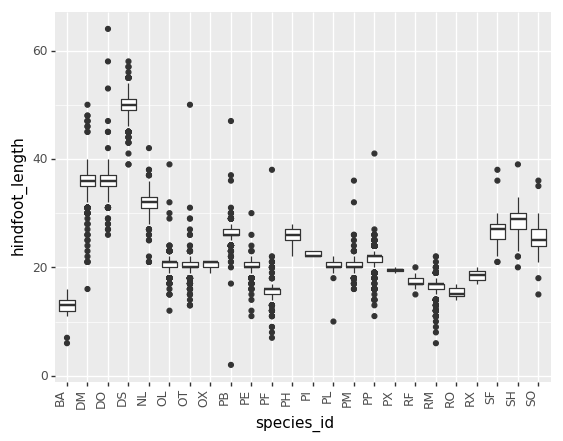 hindfoot_length
60
40
20
0
BA DM DO DS NL OL OT OX PB PE PF PH PI PL PM PP PX RF RM RO RX SF SH SO
species_id